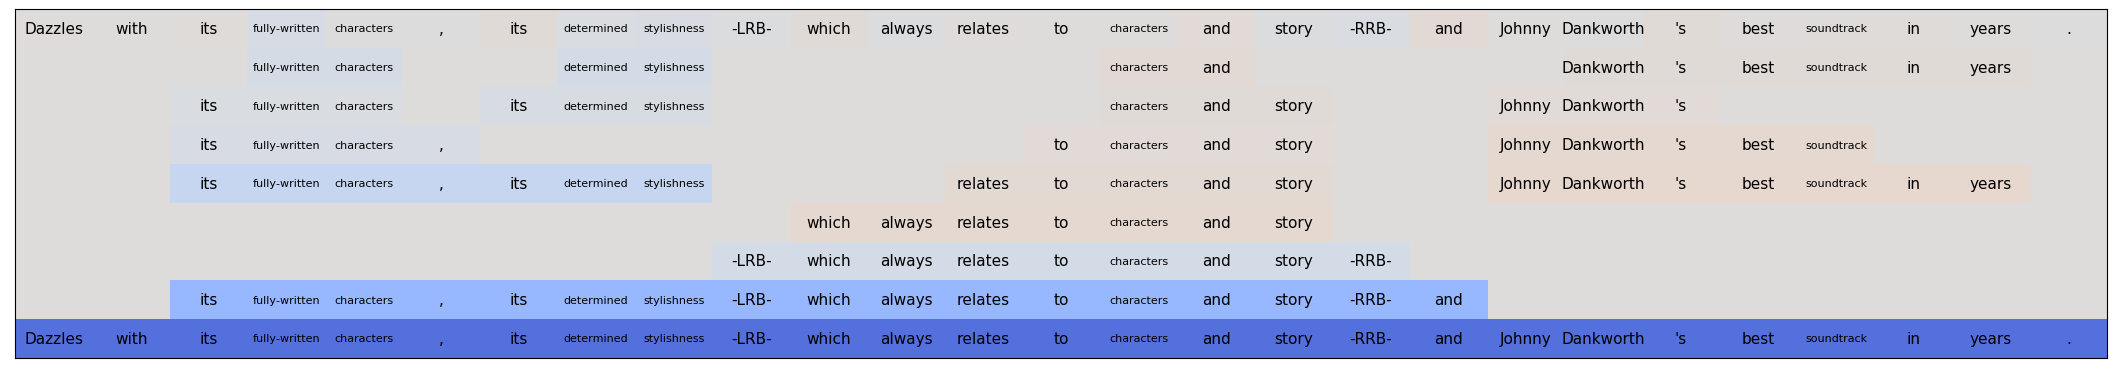 Dazzles with its fully-written characters , its determined stylishness -LRB- which always relates to characters and story -RRB- and Johnny Dankworth 's best soundtrack in years .
fully-written characters determined stylishness characters and Dankworth 's best soundtrack in years
its fully-written characters its determined stylishness characters and story Johnny Dankworth 's
its fully-written characters , to characters and story Johnny Dankworth 's best soundtrack
its fully-written characters , its determined stylishness relates to characters and story Johnny Dankworth 's best soundtrack in years
which always relates to characters and story
-LRB- which always relates to characters and story -RRB-
its fully-written characters , its determined stylishness -LRB- which always relates to characters and story -RRB- and
Dazzles with its fully-written characters , its determined stylishness -LRB- which always relates to characters and story -RRB- and Johnny Dankworth 's best soundtrack in years .